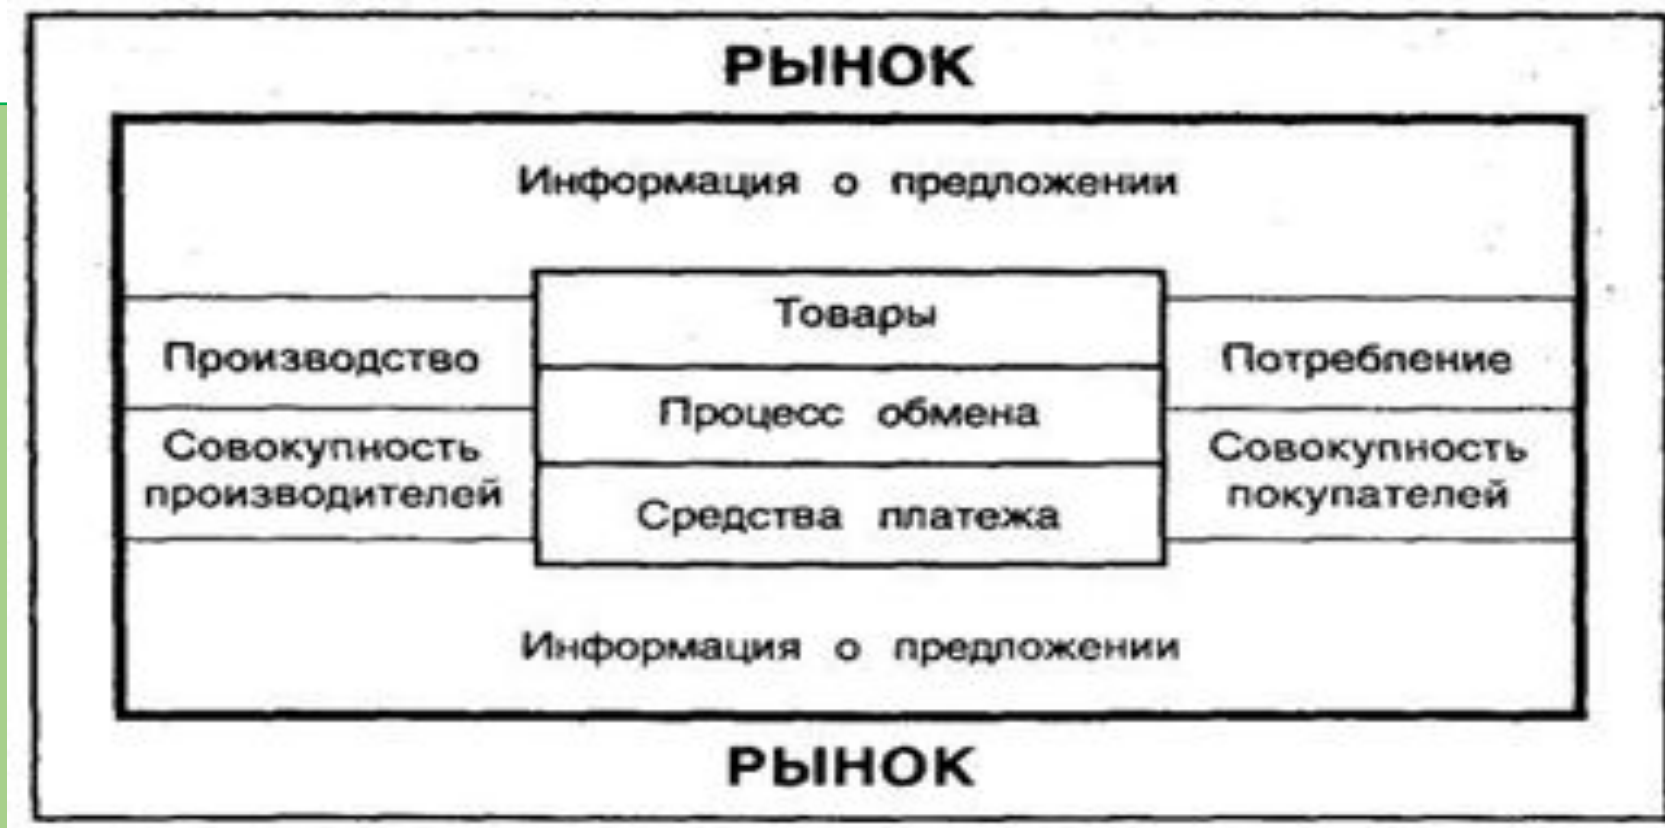 РЫНОК
Информация о предложении
Товары
Производство
Потребление
Процесс обмена
Совокупность
производителей
Совокупность
покупателей
Средства платежа
Информация о предложении
РЫНОК